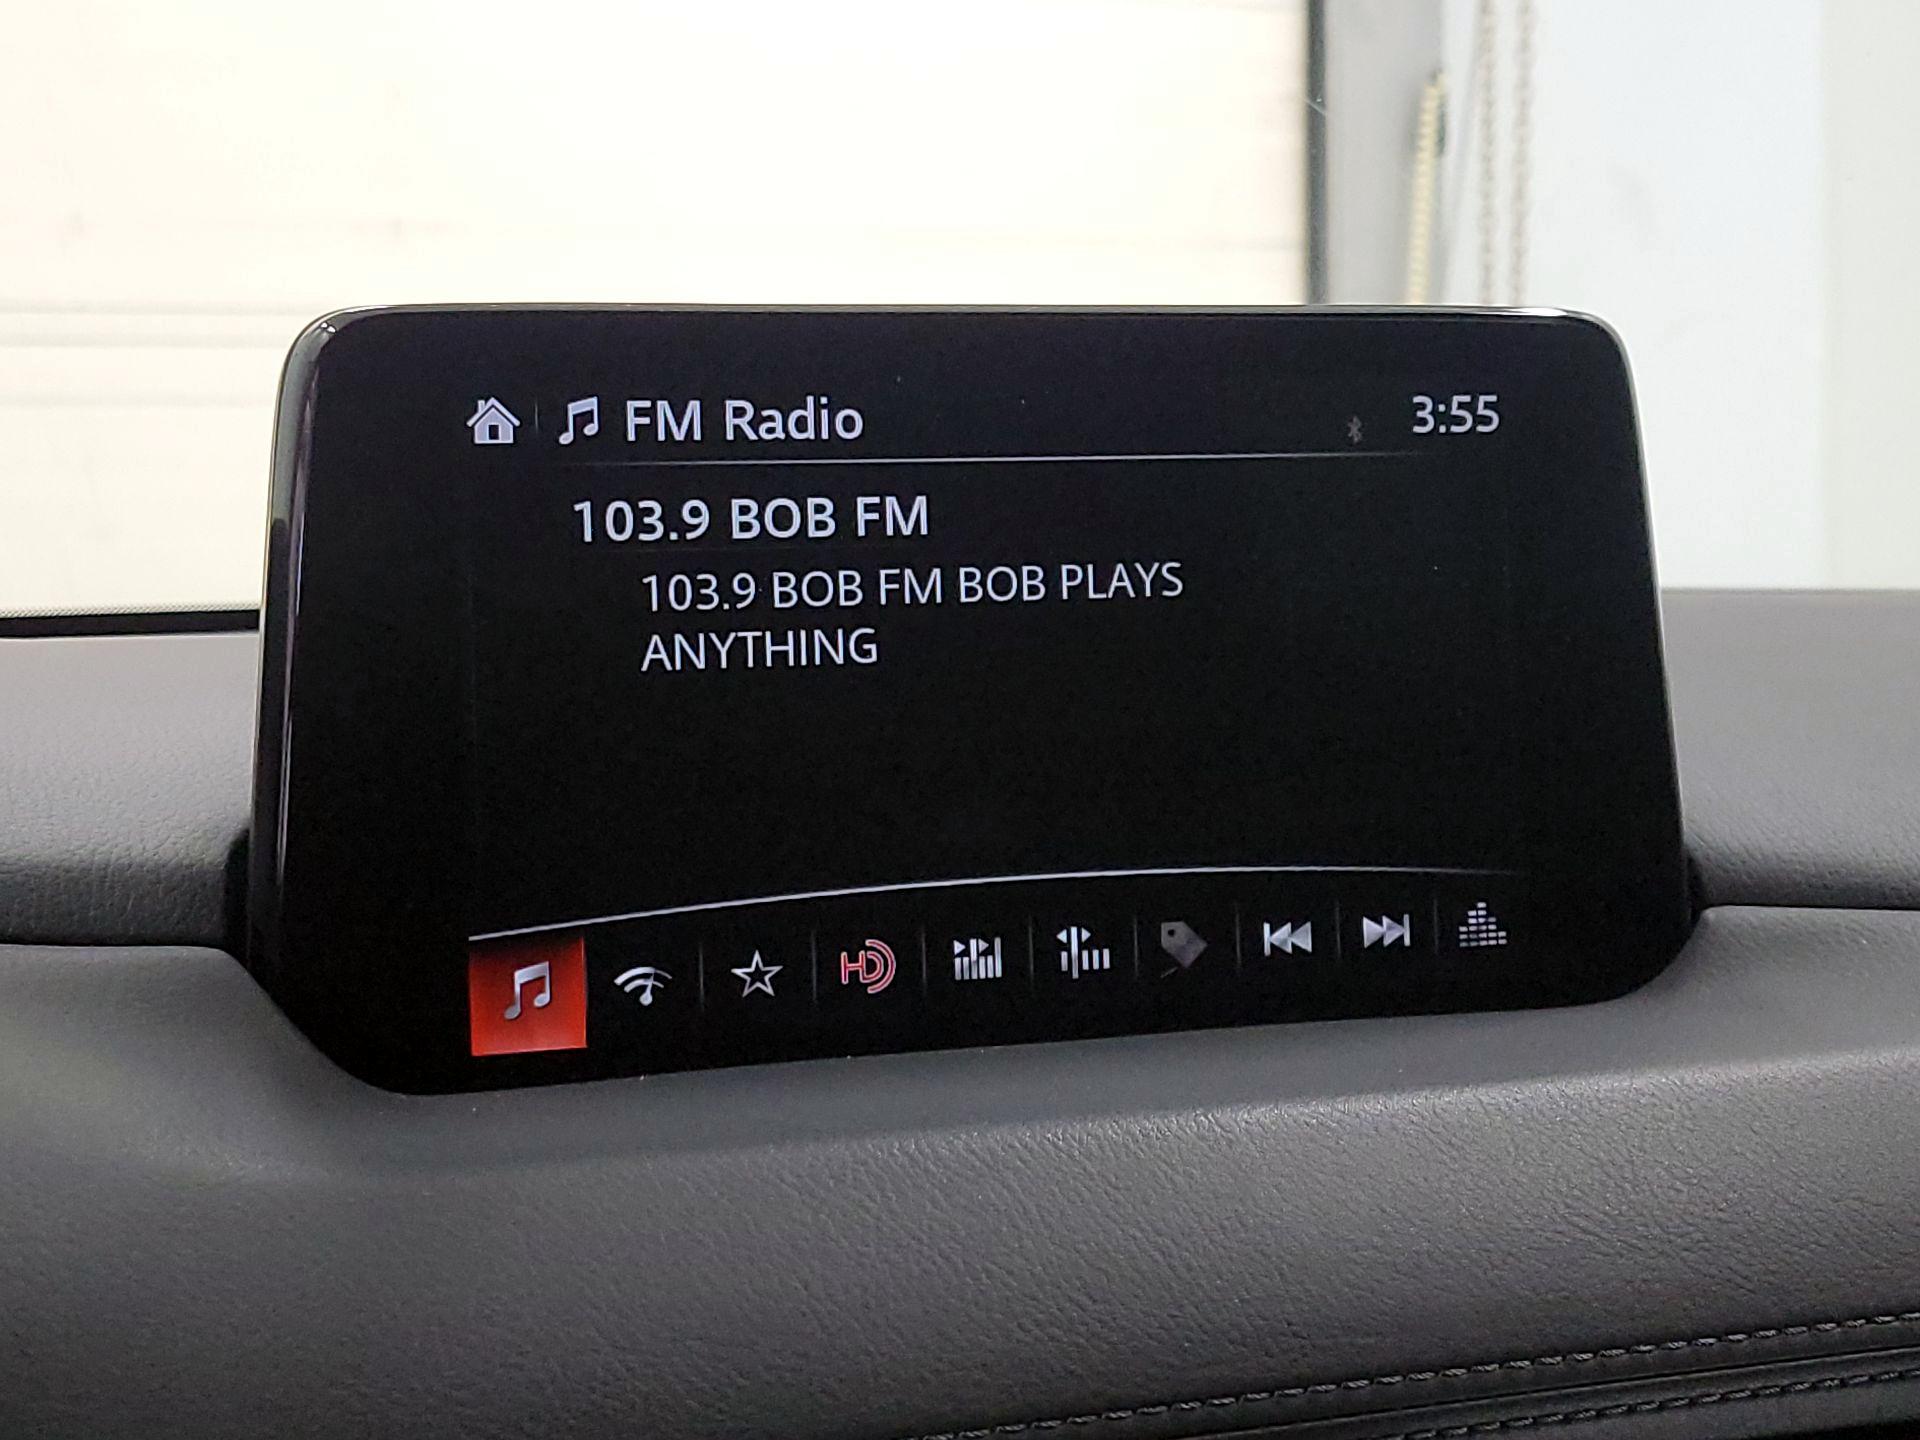 FM Radio
3:55
103.9 BOB FM
103.9 BOB FM BOB PLAYS
ANYTHING
HD